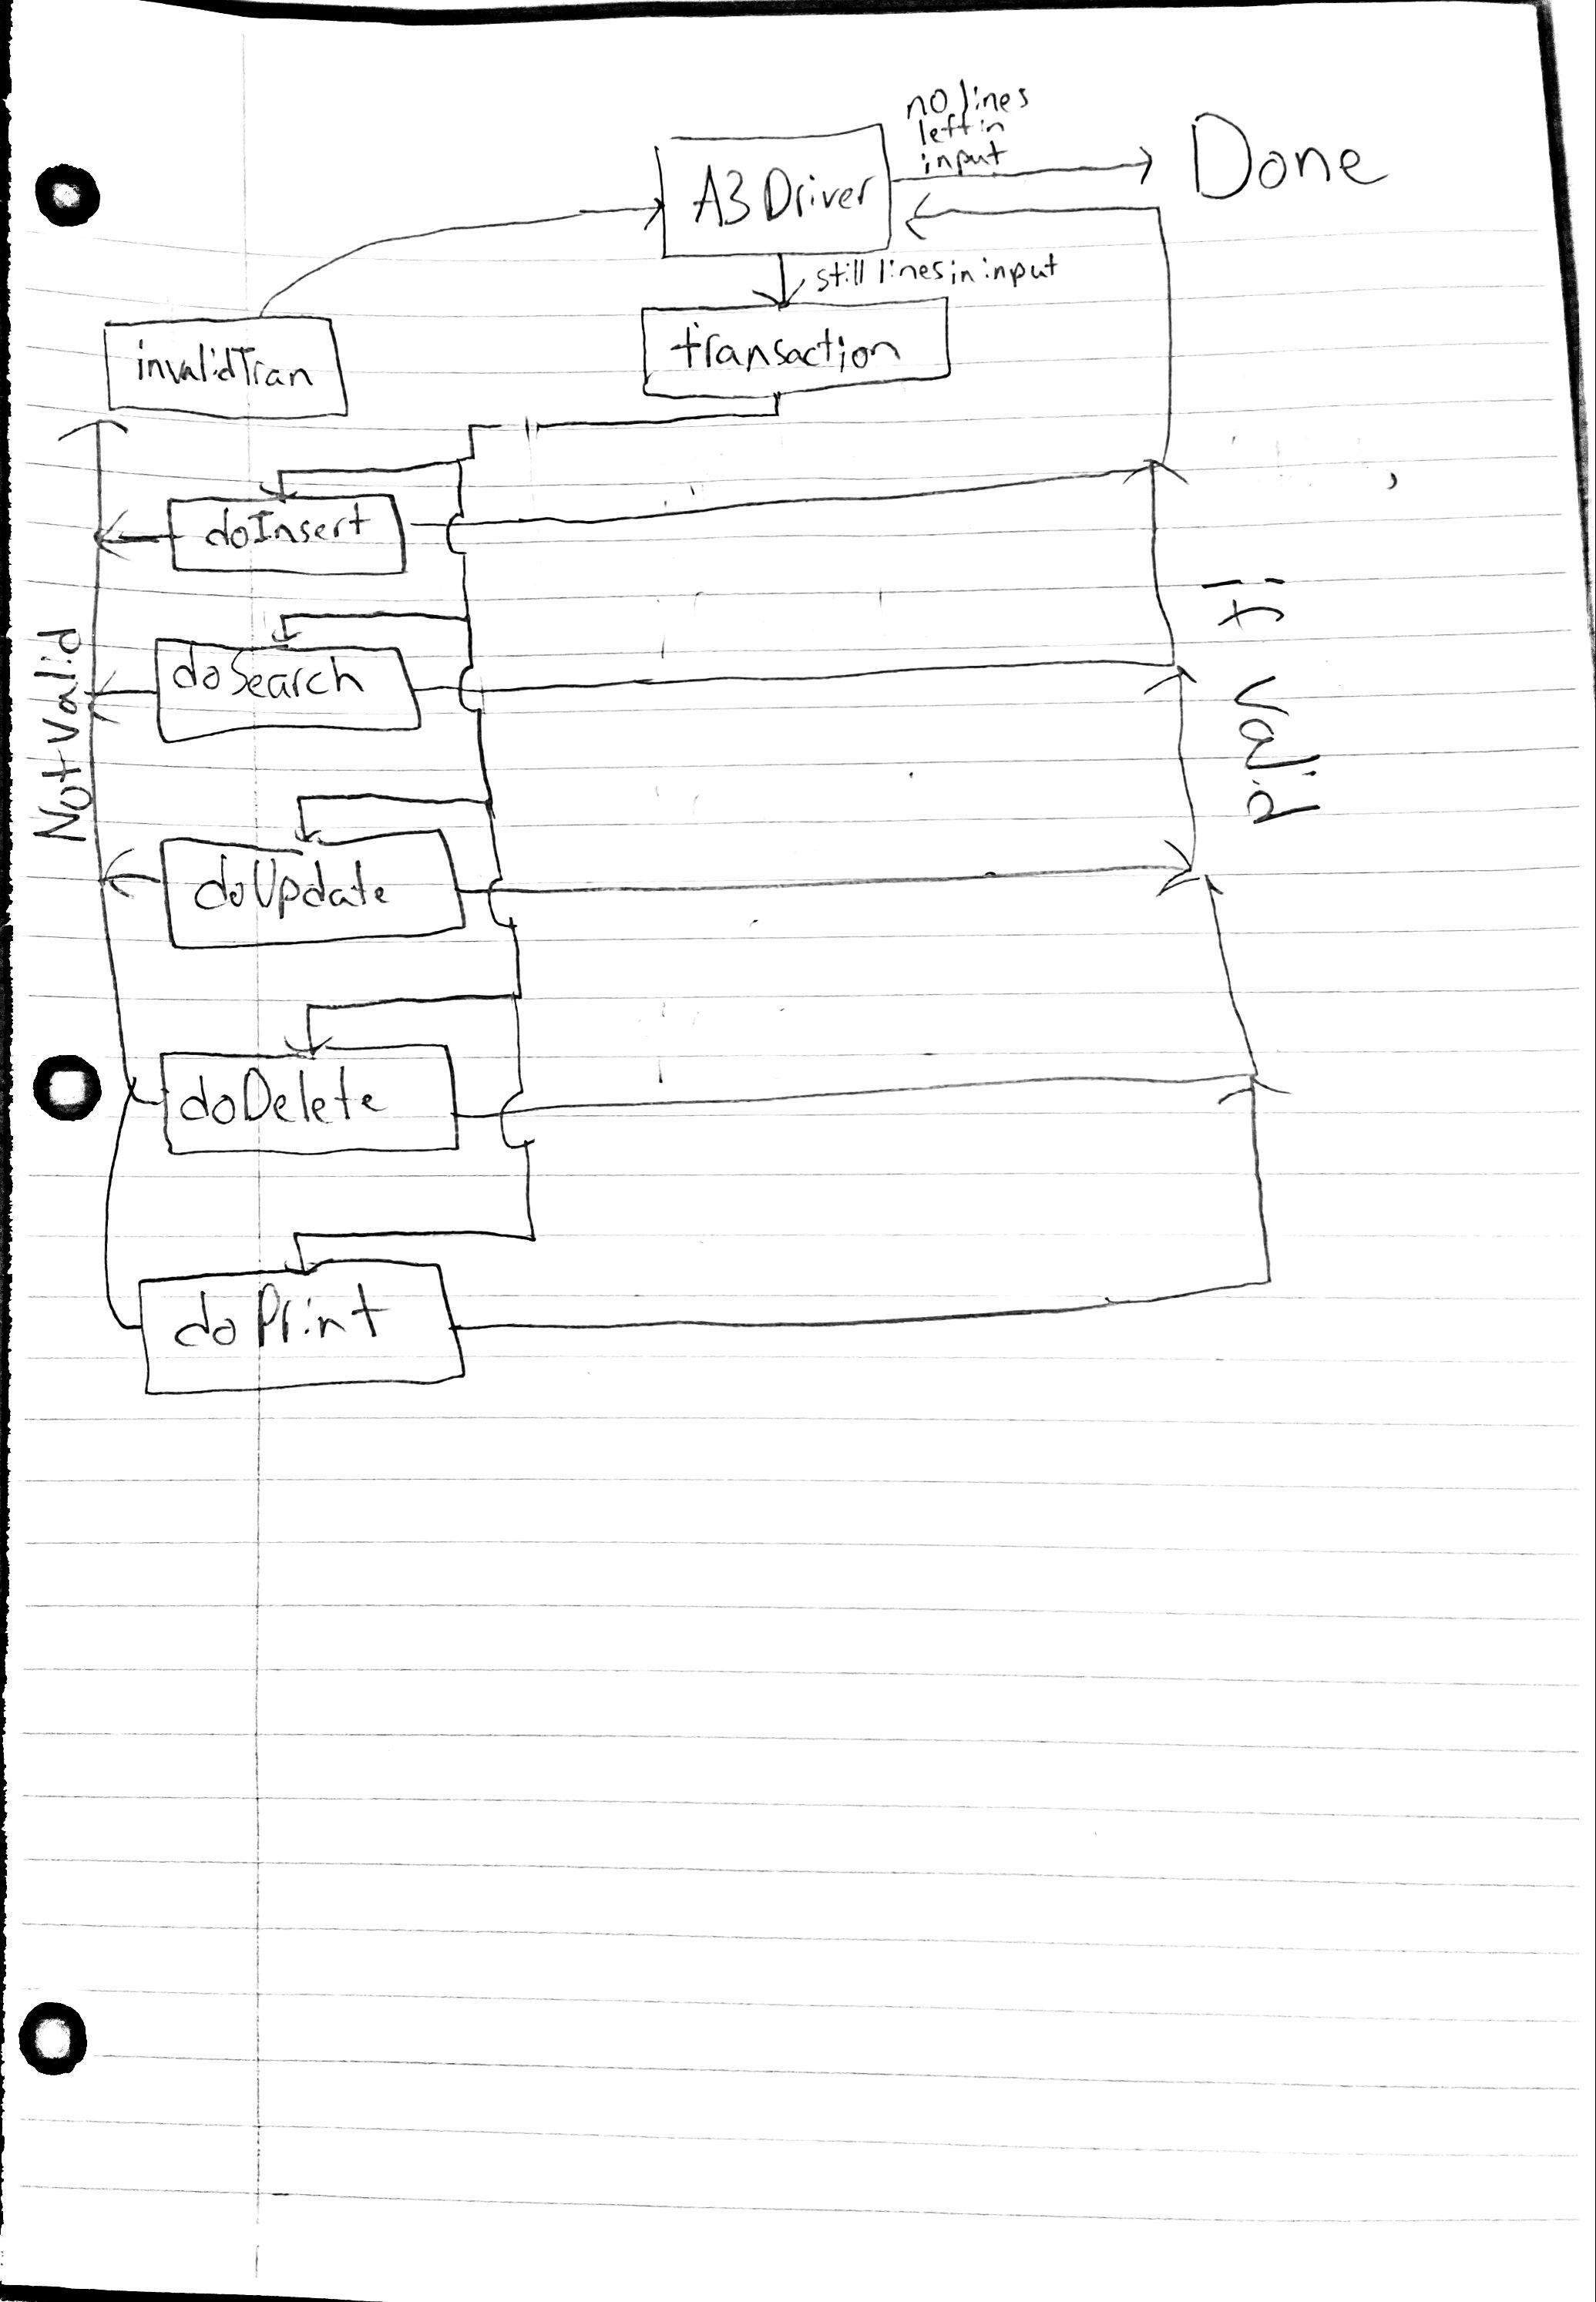 no lines
left in
input
A3 Driver
Done
still lines in input
invalidTran
transaction
doInsert
if valid
doSearch
Not valid
doUpdate
doDelete
doPrint